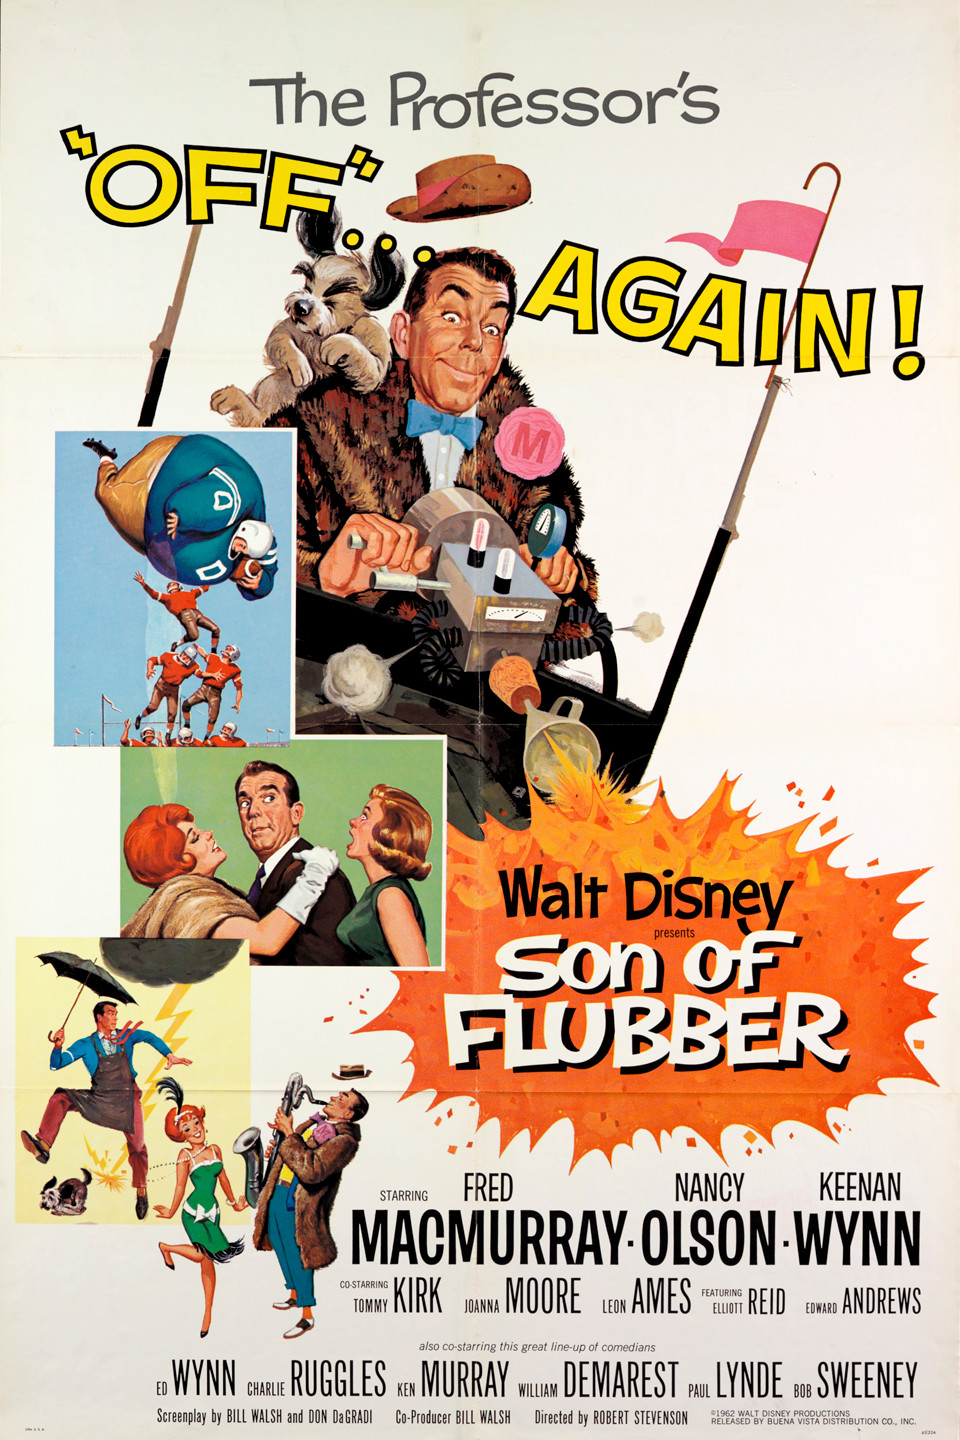 The Professor's
"OFF"... AGAIN!
M
Walt Disney
presents
Son of
FLUBBER
STARRING FRED MACMURRAY · NANCY OLSON · KEENAN WYNN
CO-STARRING TOMMY KIRK JOANNA MOORE LEON AMES FEATURING ELLIOTT REID EDWARD ANDREWS
also co-starring this great line-up of comedians
ED WYNN CHARLIE RUGGLES KEN MURRAY WILLIAM DEMAREST PAUL LYNDE BOB SWEENEY
Screenplay by BILL WALSH and DON DaGRADI Co-Producer BILL WALSH Directed by ROBERT STEVENSON
©1962 WALT DISNEY PRODUCTIONS
RELEASED BY BUENA VISTA DISTRIBUTION CO., INC.